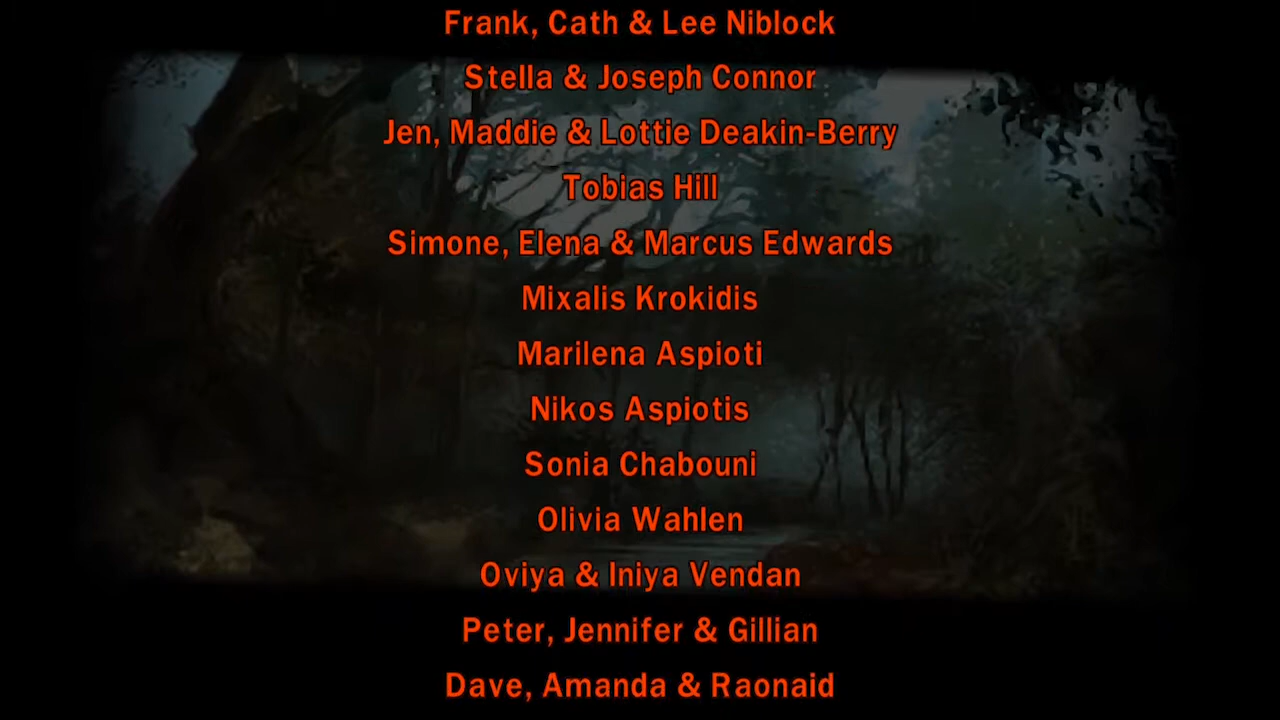 Frank, Cath & Lee Niblock
Stella & Joseph Connor
Jen, Maddie & Lottie Deakin-Berry
Tobias Hill
Simone, Elena & Marcus Edwards
Mixalis Krokidis
Marilena Aspioti
Nikos Aspiotis
Sonia Chabouni
Olivia Wahlen
Oviya & Iniya Vendan
Peter, Jennifer & Gillian
Dave, Amanda & Raonaid